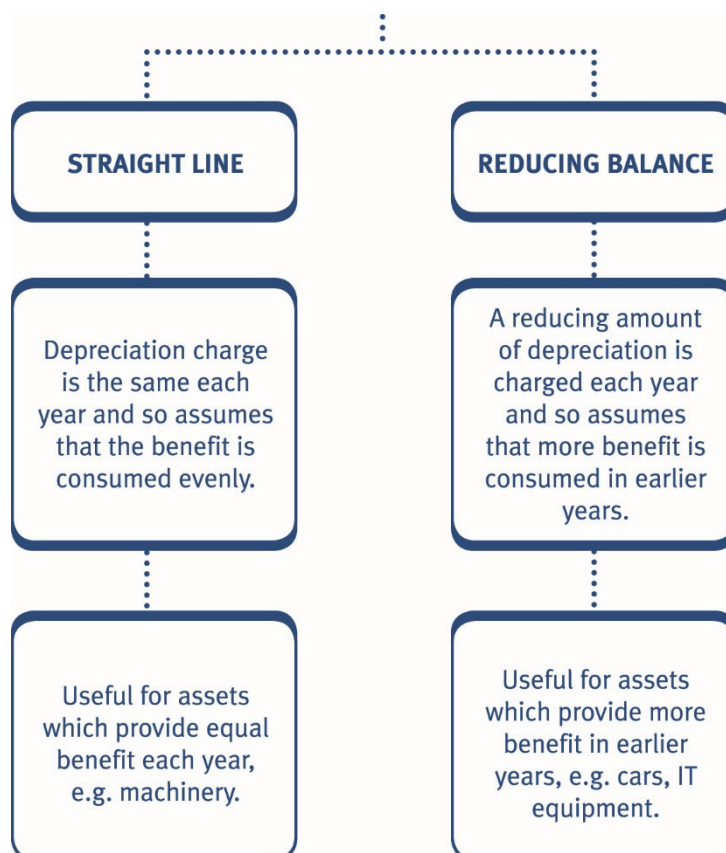 STRAIGHT LINE
Depreciation charge
is the same each
year and so assumes
that the benefit is
consumed evenly.
Useful for assets
which provide equal
benefit each year,
e.g. machinery.
REDUCING BALANCE
A reducing amount
of depreciation is
charged each year
and so assumes
that more benefit is
consumed in earlier
years.
Useful for assets
which provide more
benefit in earlier
years, e.g. cars, IT
equipment.